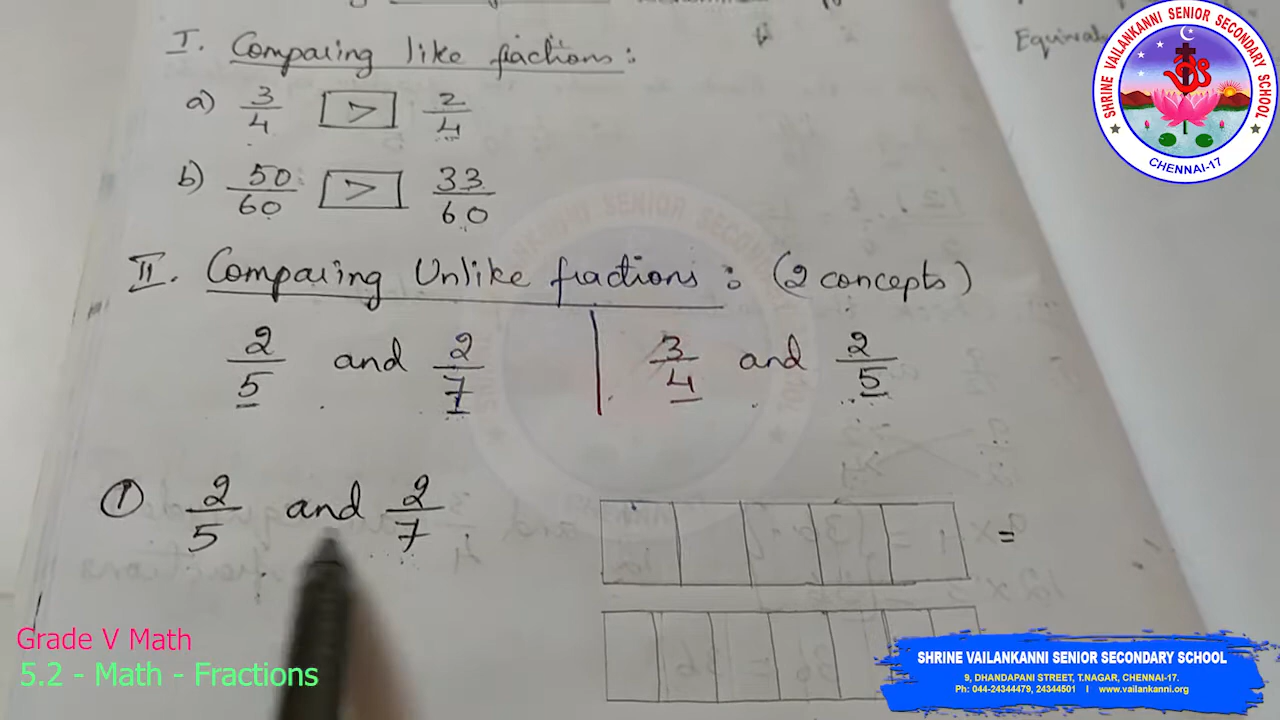 I. Comparing like fractions:
a) 3/4 > 2/4
b) 50/60 > 33/60
II. Comparing Unlike fractions : (2 concepts)
2/5 and 2/7 | 3/4 and 2/5
① 2/5 and 2/7
=
SHRINE VAILANKANNI SENIOR SECONDARY SCHOOL
CHENNAI-17
Grade V Math
5.2 - Math - Fractions
SHRINE VAILANKANNI SENIOR SECONDARY SCHOOL
9, DHANDAPANI STREET, T.NAGAR, CHENNAI-17.
Ph: 044-24344479, 24344501 I www.vailankanni.org